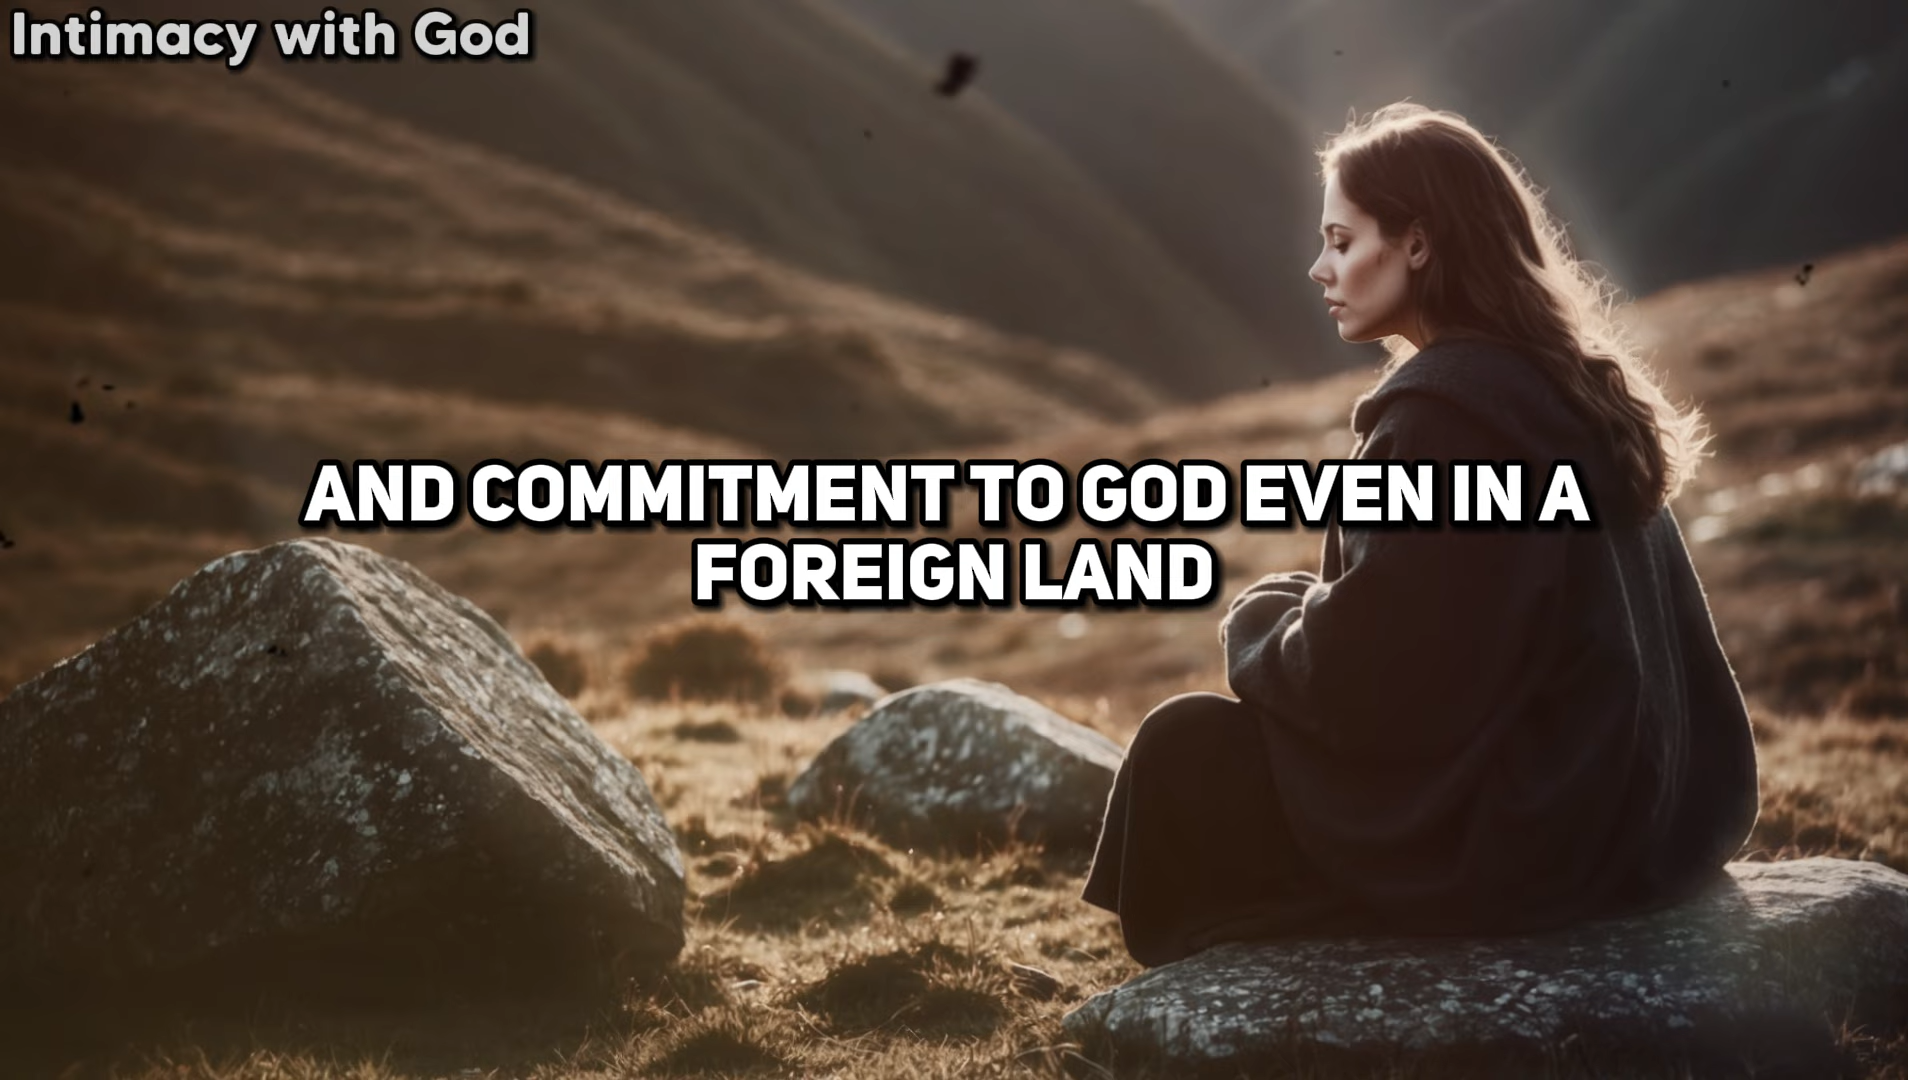 Intimacy with God
AND COMMITMENT TO GOD EVEN IN A
FOREIGN LAND